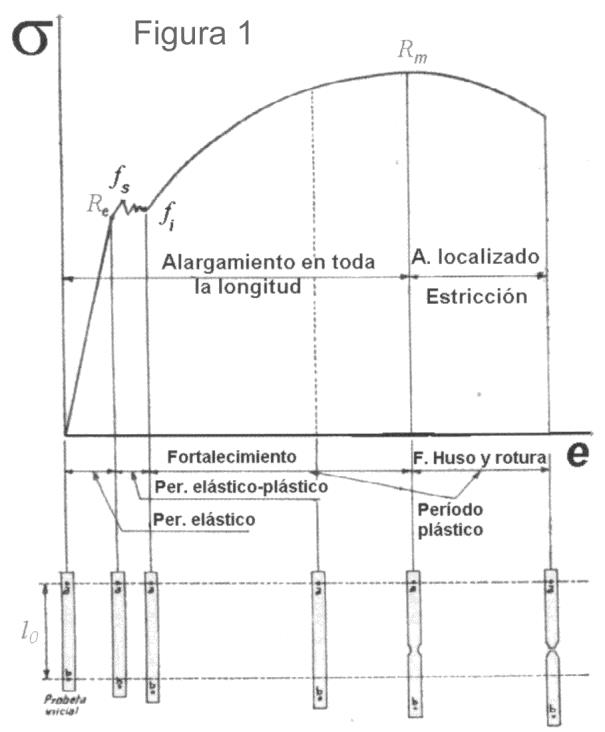 σ
Figura 1
R_m
f_s
R_e
f_i
Alargamiento en toda
la longitud
A. localizado
Estricción
e
Fortalecimiento
F. Huso y rotura
Per. elástico-plástico
Per. elástico
Período
plástico
l_0
Probeta
inicial